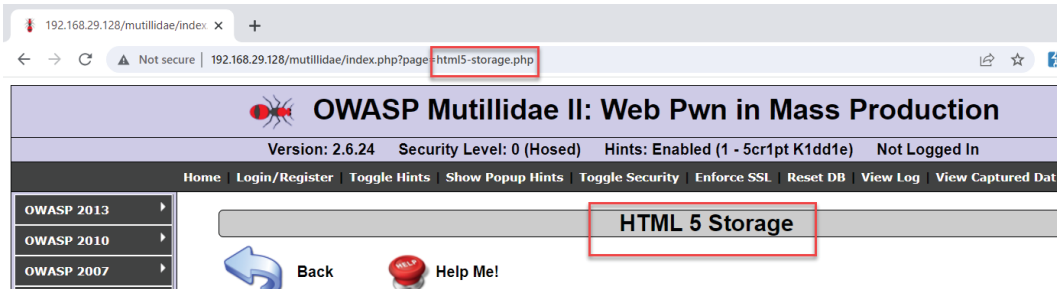 192.168.29.128/mutillidae/index
Not secure 192.168.29.128/mutillidae/index.php?page=html5-storage.php
OWASP Mutillidae II: Web Pwn in Mass Production
Version: 2.6.24 Security Level: 0 (Hosed) Hints: Enabled (1 - 5cr1pt K1dd1e) Not Logged In
Home Login/Register Toggle Hints Show Popup Hints Toggle Security Enforce SSL Reset DB View Log View Captured Dat
OWASP 2013
HTML 5 Storage
OWASP 2010
OWASP 2007
Back
HELP
Help Me!